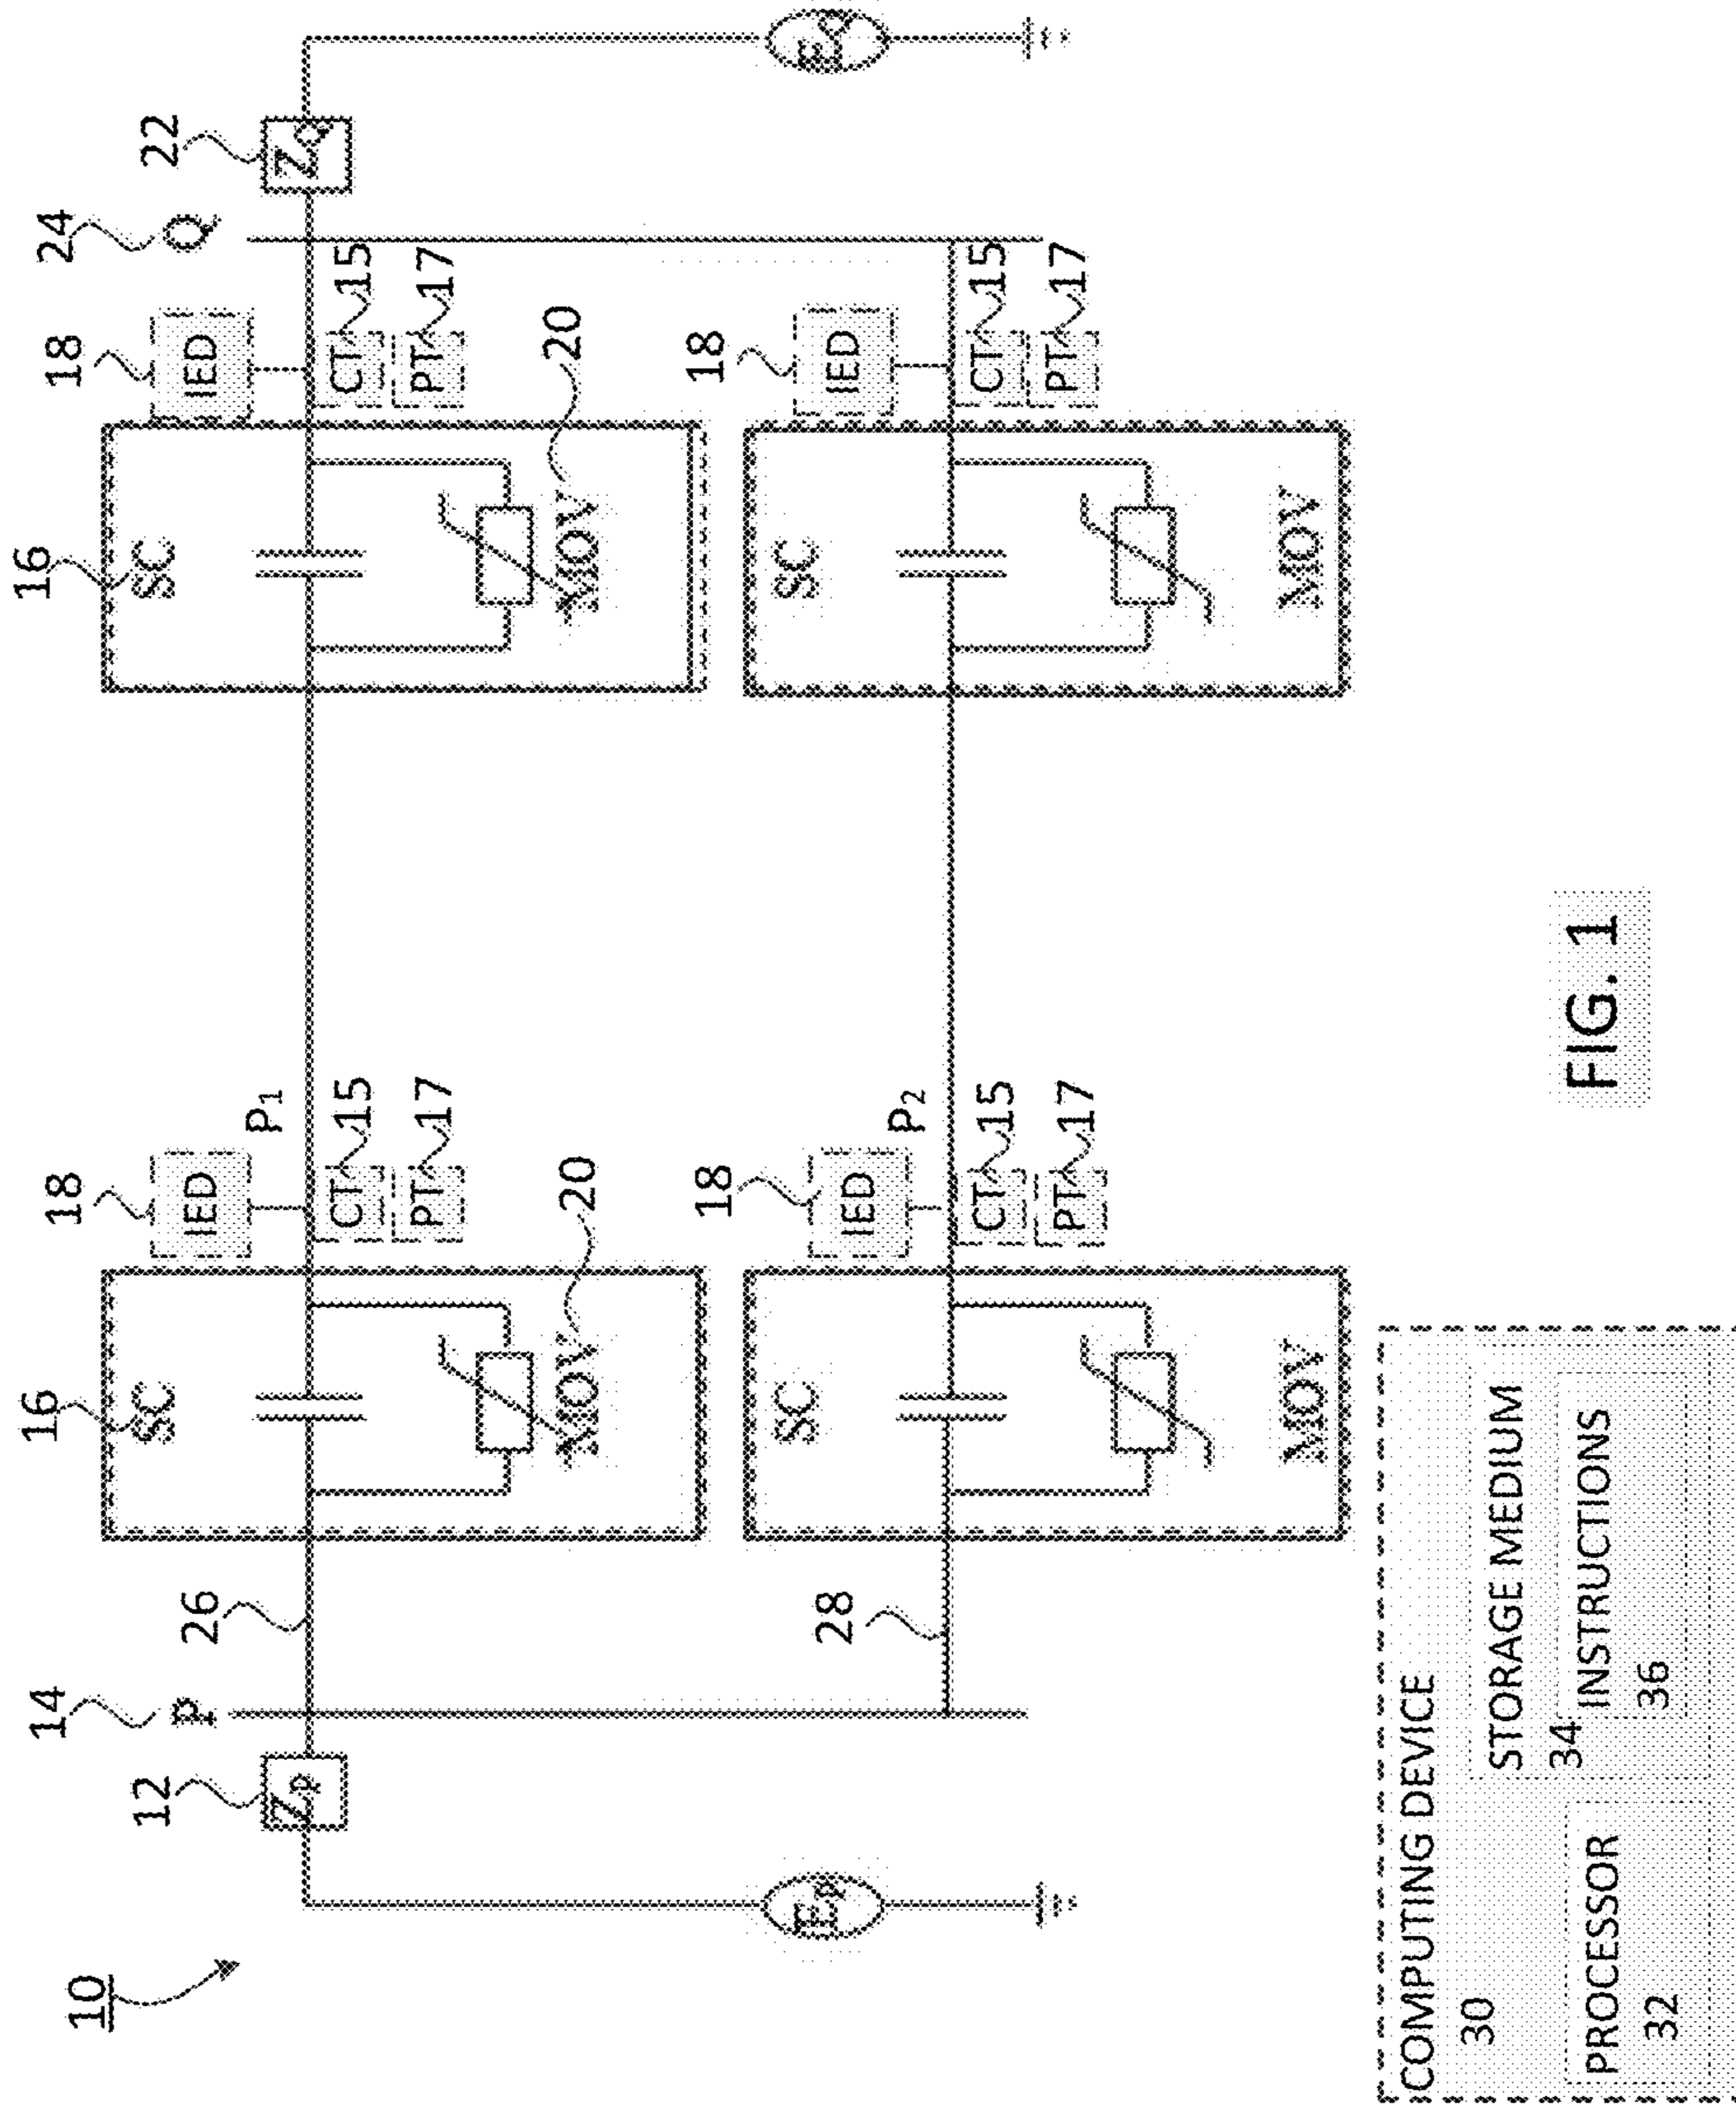 10
12
Zp
Ep
14
P
26
28
16
SC
MOV
20
18
IED
P1
CT
15
PT
17
16
SC
MOV
20
18
IED
CT
15
PT
17
24
Q
22
ZQ
EQ
SC
MOV
18
IED
P2
CT
15
PT
17
SC
MOV
18
IED
CT
15
PT
17
COMPUTING DEVICE
30
PROCESSOR
32
STORAGE MEDIUM
34
INSTRUCTIONS
36
FIG. 1